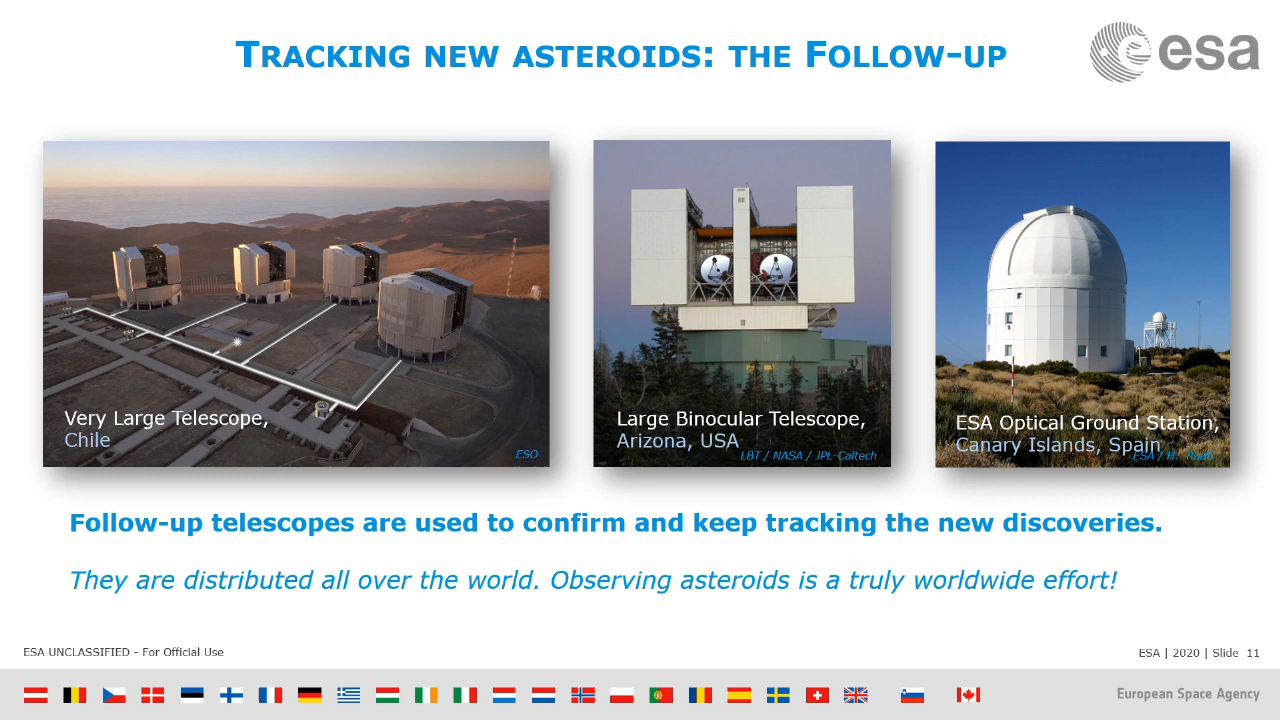 TRACKING NEW ASTEROIDS: THE FOLLOW-UP
esa
Very Large Telescope,
Chile
ESO
Large Binocular Telescope,
Arizona, USA
LBT / NASA / JPL-Caltech
ESA Optical Ground Station,
Canary Islands, Spain
ESA / H. Raab
Follow-up telescopes are used to confirm and keep tracking the new discoveries.
They are distributed all over the world. Observing asteroids is a truly worldwide effort!
ESA UNCLASSIFIED - For Official Use
ESA | 2020 | Slide 11
European Space Agency